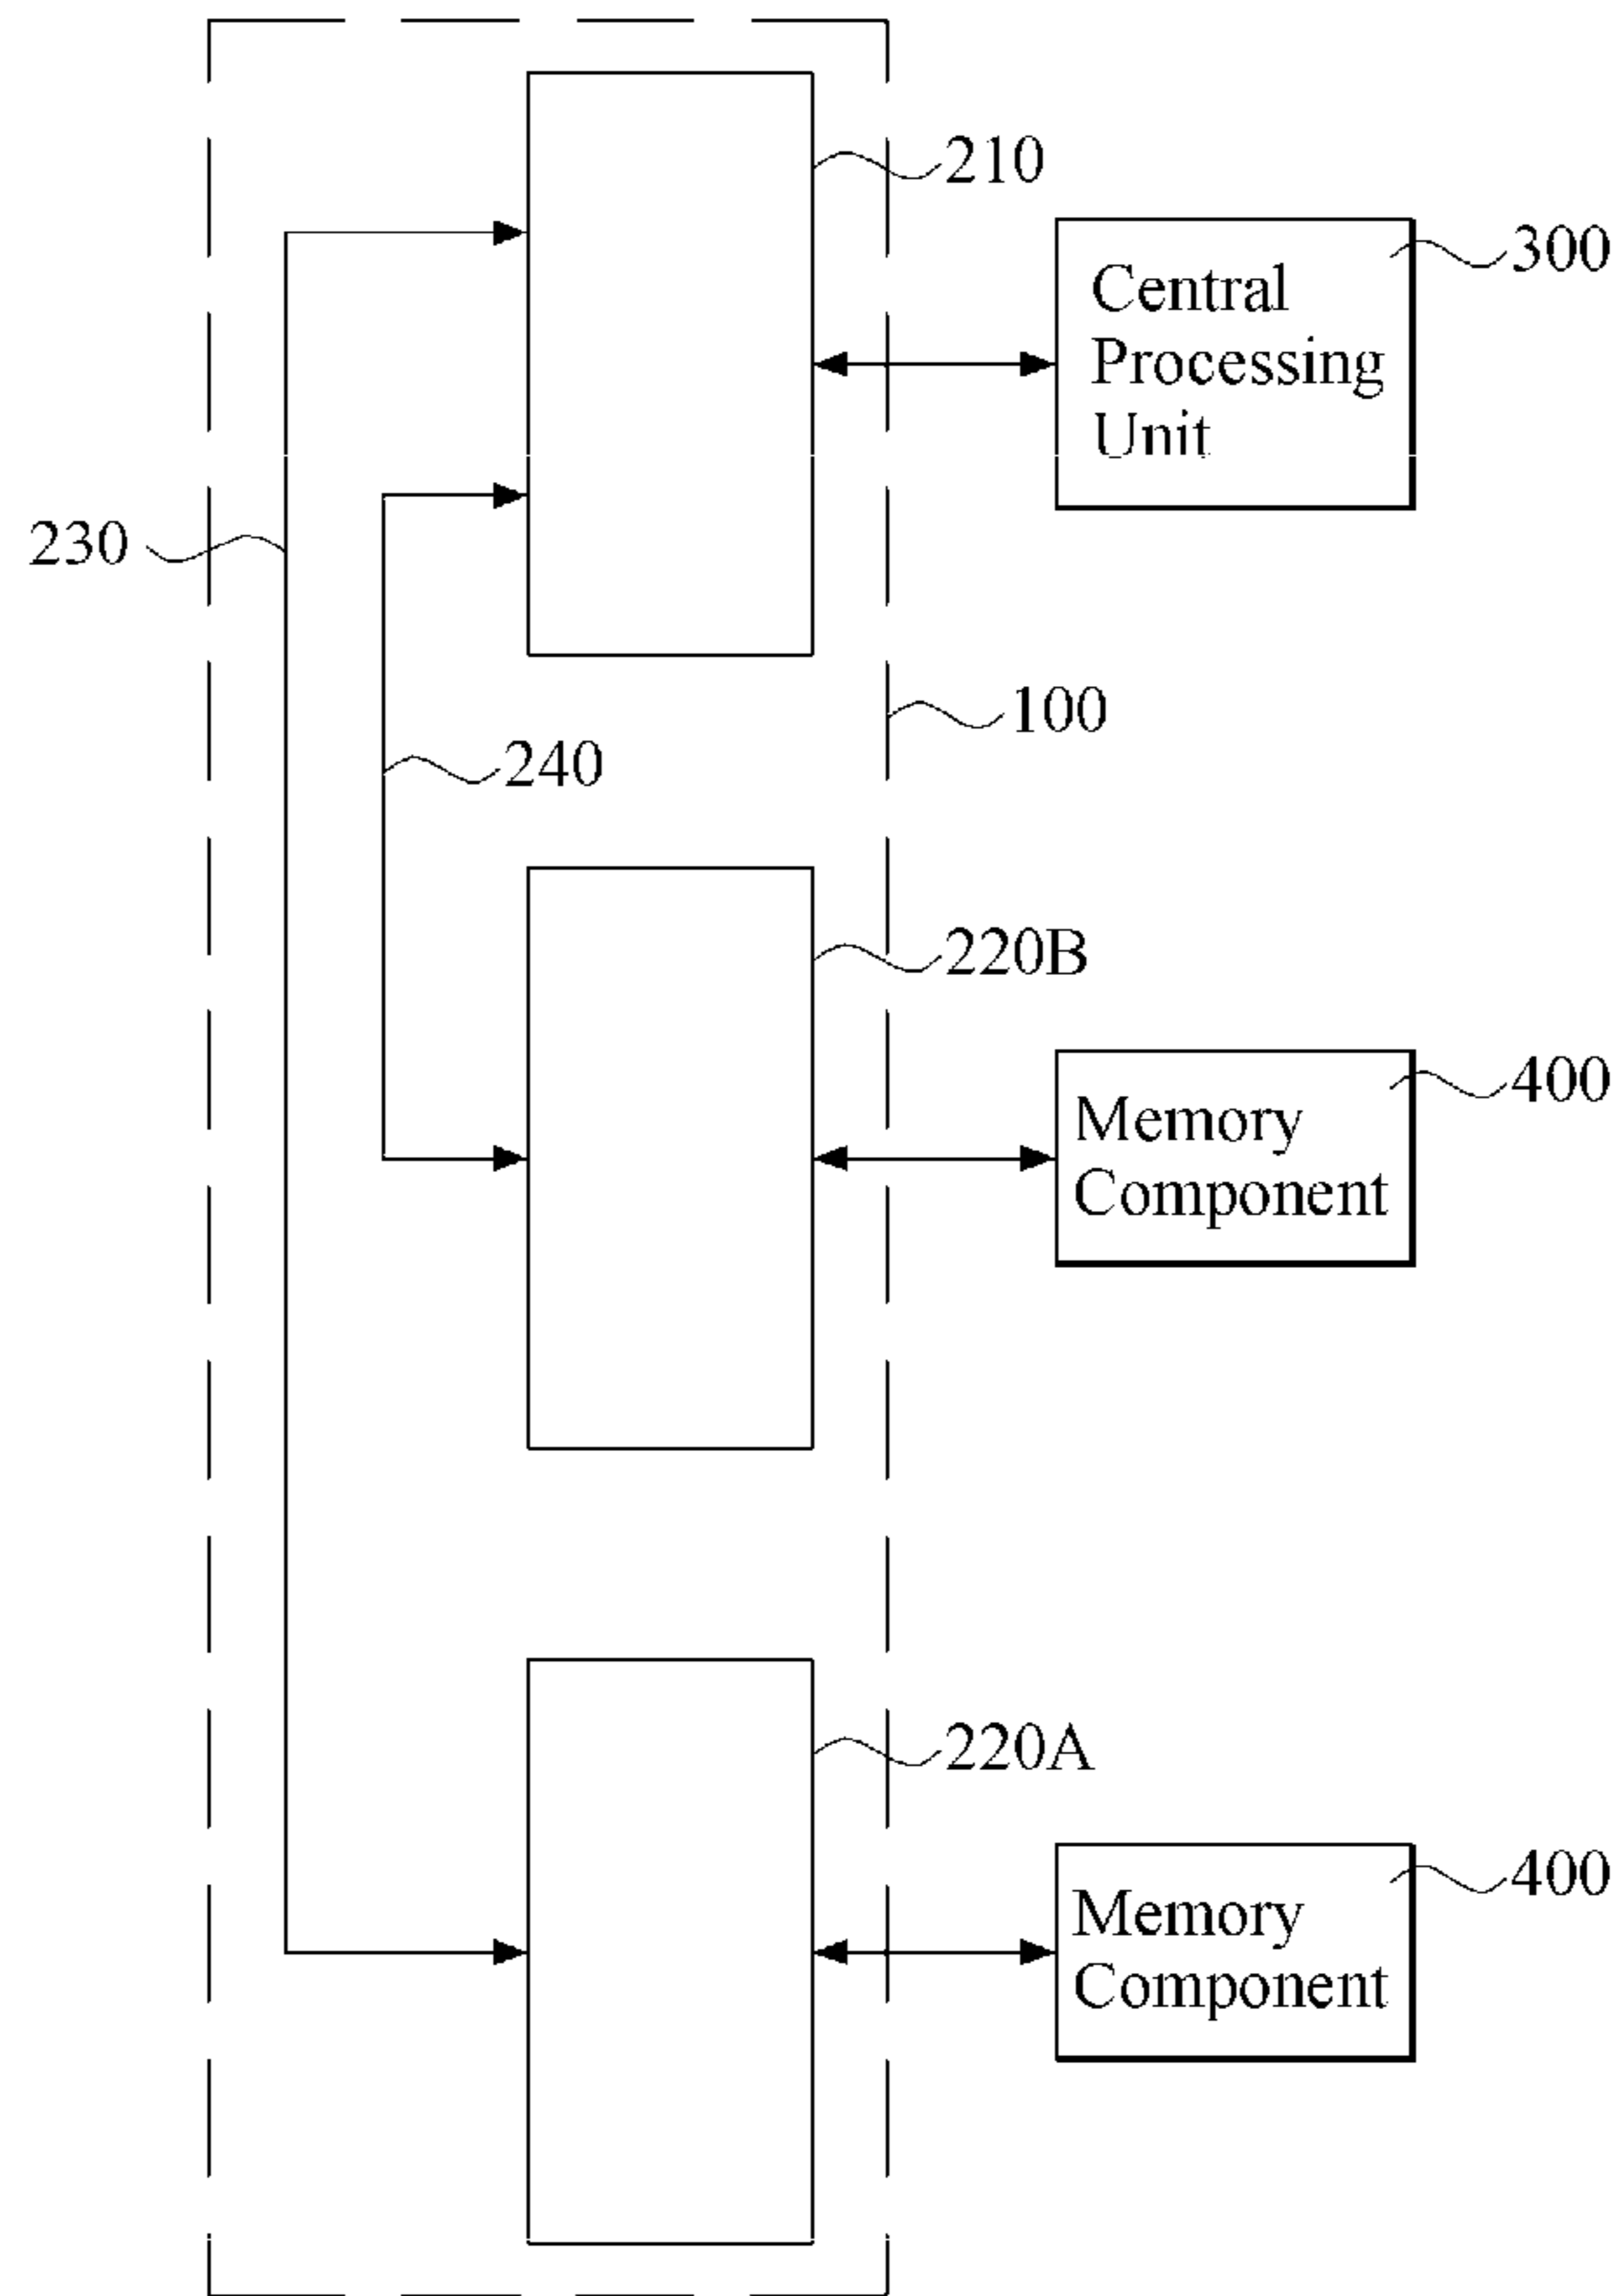 210
300
Central
Processing
Unit
230
100
240
220B
400
Memory
Component
220A
400
Memory
Component